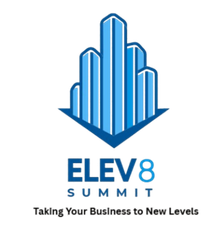 ELEV8
SUMMIT
Taking Your Business to New Levels